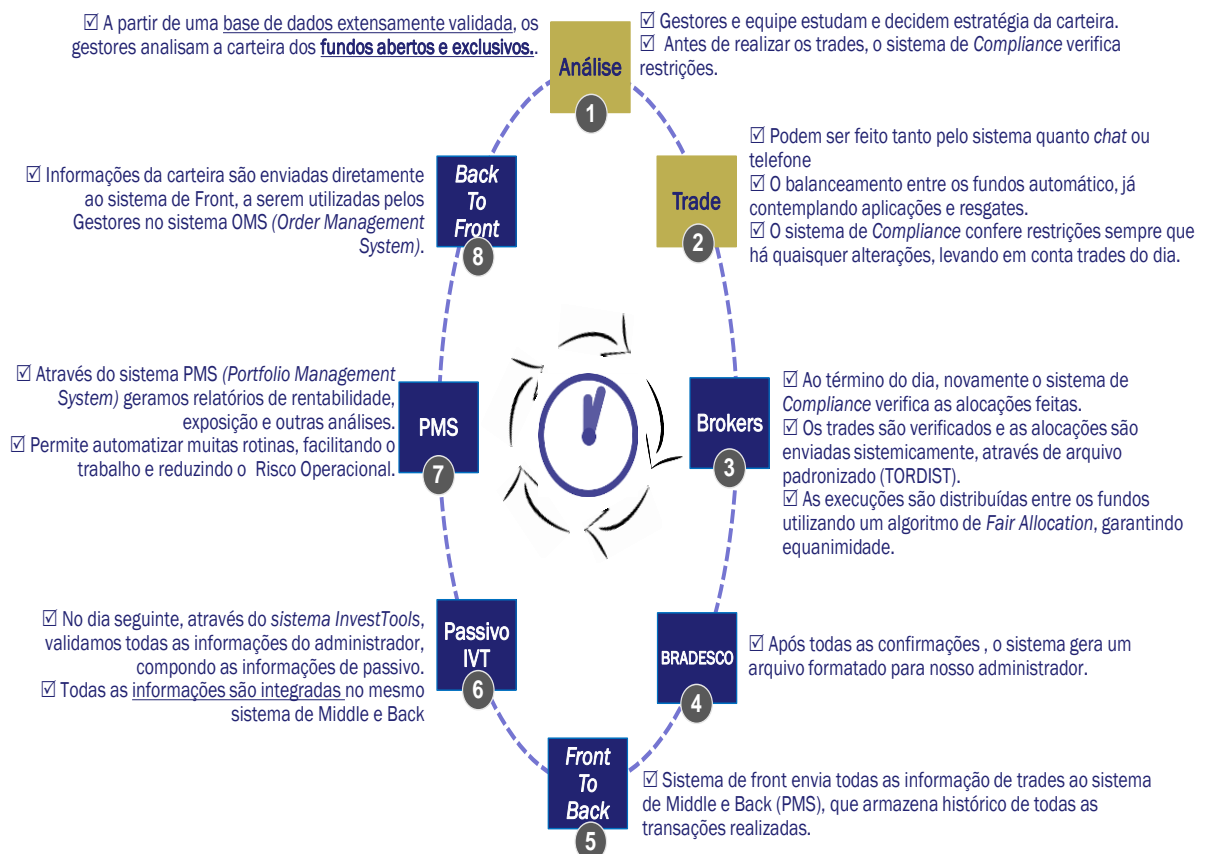 ☑ A partir de uma base de dados extensamente validada, os
gestores analisam a carteira dos fundos abertos e exclusivos..
Análise
1
☑ Gestores e equipe estudam e decidem estratégia da carteira.
☑ Antes de realizar os trades, o sistema de Compliance verifica
restrições.
Trade
2
☑ Podem ser feito tanto pelo sistema quanto chat ou
telefone
☑ O balanceamento entre os fundos automático, já
contemplando aplicações e resgates.
☑ O sistema de Compliance confere restrições sempre que
há quaisquer alterações, levando em conta trades do dia.
Brokers
3
☑ Ao término do dia, novamente o sistema de
Compliance verifica as alocações feitas.
☑ Os trades são verificados e as alocações são
enviadas sistemicamente, através de arquivo
padronizado (TORDIST).
☑ As execuções são distribuídas entre os fundos
utilizando um algoritmo de Fair Allocation, garantindo
equanimidade.
BRADESCO
4
☑ Após todas as confirmações , o sistema gera um
arquivo formatado para nosso administrador.
Front
To
Back
5
☑ Sistema de front envia todas as informação de trades ao sistema
de Middle e Back (PMS), que armazena histórico de todas as
transações realizadas.
☑ No dia seguinte, através do sistema InvestTools,
validamos todas as informações do administrador,
compondo as informações de passivo.
☑ Todas as informações são integradas no mesmo
sistema de Middle e Back
Passivo
IVT
6
☑ Através do sistema PMS (Portfolio Management
System) geramos relatórios de rentabilidade,
exposição e outras análises.
☑ Permite automatizar muitas rotinas, facilitando o
trabalho e reduzindo o Risco Operacional.
PMS
7
☑ Informações da carteira são enviadas diretamente
ao sistema de Front, a serem utilizadas pelos
Gestores no sistema OMS (Order Management
System).
Back
To
Front
8